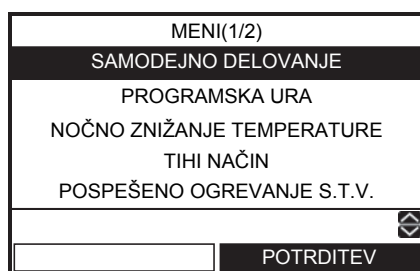 MENI(1/2)
SAMODEJNO DELOVANJE
PROGRAMSKA URA
NOČNO ZNIŽANJE TEMPERATURE
TIHI NAČIN
POSPEŠENO OGREVANJE S.T.V.
POTRDITEV